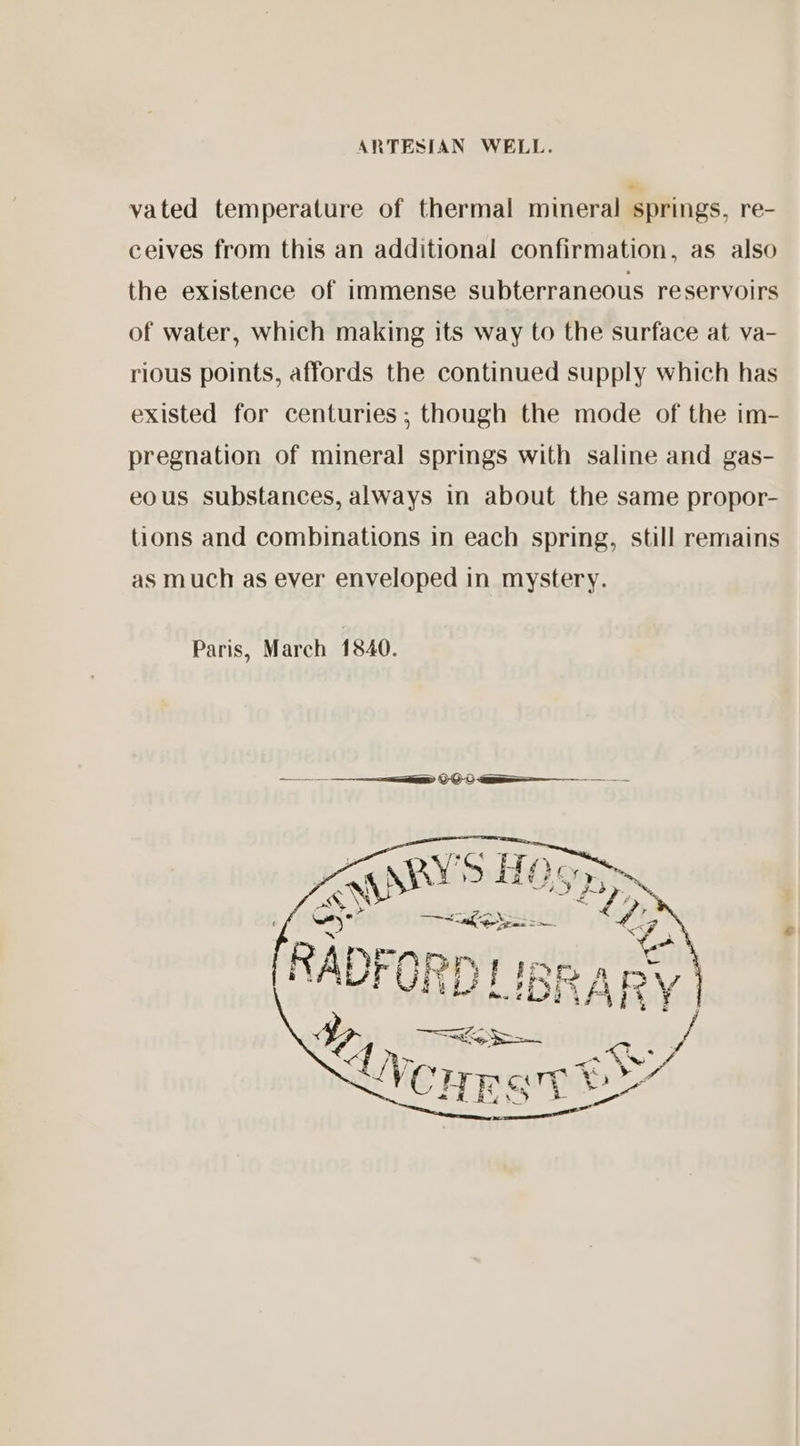 ARTESIAN WELL.
vated temperature of thermal mineral springs, re-
ceives from this an additional confirmation, as also
the existence of immense subterraneous reservoirs
of water, which making its way to the surface at va-
rious points, affords the continued supply which has
existed for centuries; though the mode of the im-
pregnation of mineral springs with saline and gas-
eous substances, always in about the same propor-
tions and combinations in each spring, still remains
as much as ever enveloped in mystery.
Paris, March 1840.
ST MARY'S HOSPITAL
RADFORD LIBRARY
MANCHESTER.